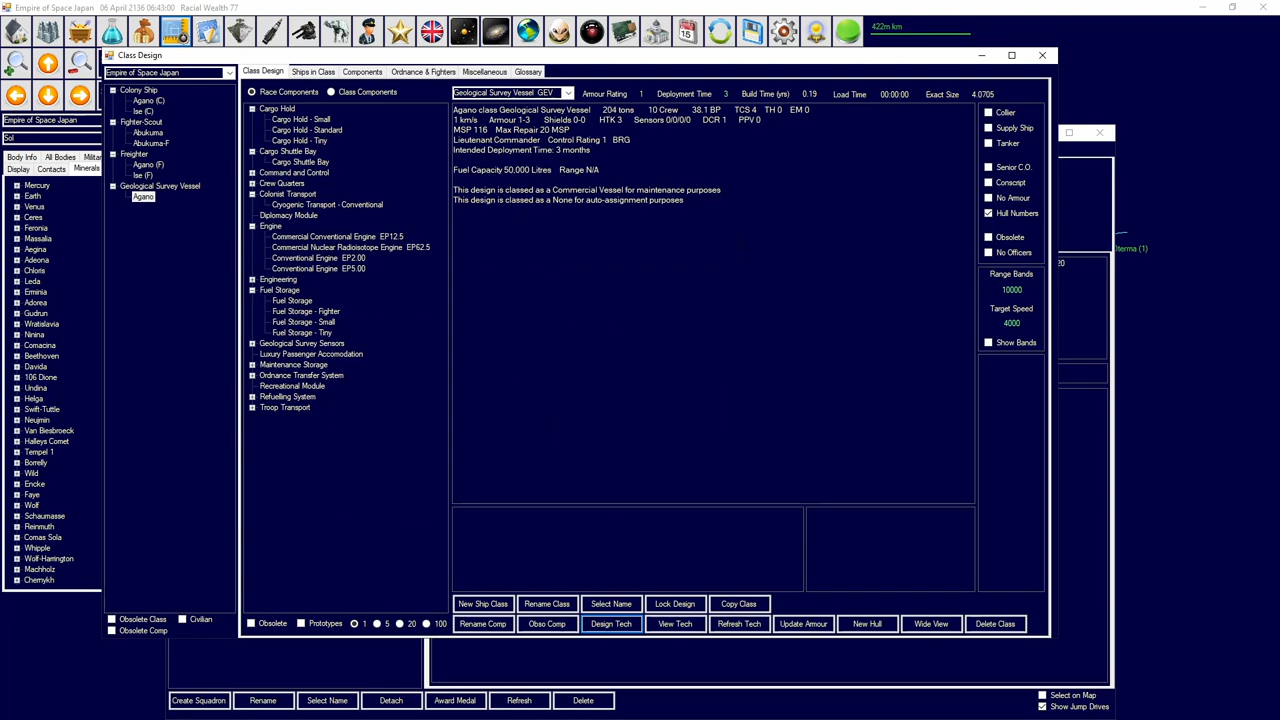 Empire of Space Japan   06 April 2136 06:43:00   Racial Wealth 77
422m km
Class Design
Empire of Space Japan
Sol
Body Info
All Bodies
Militar
Display
Contacts
Minerals
Mercury
Earth
Venus
Ceres
Feronia
Massalia
Aegina
Adeona
Chloris
Leda
Erminia
Adorea
Gudrun
Wratislavia
Ninina
Comacina
Beethoven
Davida
106 Dione
Undina
Helga
Swift-Tuttle
Neujmin
Van Biesbroeck
Halleys Comet
Tempel 1
Borrelly
Wild
Encke
Faye
Wolf
Schaumasse
Reinmuth
Comas Sola
Whipple
Wolf-Harrington
Machholz
Chernykh
Empire of Space Japan
Colony Ship
Agano (C)
Ise (C)
Fighter-Scout
Abukuma
Abukuma-F
Freighter
Agano (F)
Ise (F)
Geological Survey Vessel
Agano
Obsolete Class
Civilian
Obsolete Comp
Class Design
Ships in Class
Components
Ordnance & Fighters
Miscellaneous
Glossary
Race Components
Class Components
Cargo Hold
Cargo Hold - Small
Cargo Hold - Standard
Cargo Hold - Tiny
Cargo Shuttle Bay
Cargo Shuttle Bay
Command and Control
Crew Quarters
Colonist Transport
Cryogenic Transport - Conventional
Diplomacy Module
Engine
Commercial Conventional Engine  EP12.5
Commercial Nuclear Radioisotope Engine  EP62.5
Conventional Engine  EP2.00
Conventional Engine  EP5.00
Engineering
Fuel Storage
Fuel Storage
Fuel Storage - Fighter
Fuel Storage - Small
Fuel Storage - Tiny
Geological Survey Sensors
Luxury Passenger Accomodation
Maintenance Storage
Ordnance Transfer System
Recreational Module
Refuelling System
Troop Transport
Obsolete
Prototypes
1
5
20
100
Geological Survey Vessel  GEV
Armour Rating   1
Deployment Time   3
Build Time (yrs)   0.19
Load Time   00:00:00
Exact Size   4.0705
Agano class Geological Survey Vessel      204 tons       10 Crew       38.1 BP       TCS 4    TH 0    EM 0
1 km/s      Armour 1-3       Shields 0-0       HTK 3      Sensors 0/0/0/0      DCR 1      PPV 0
MSP 116    Max Repair 20 MSP
Lieutenant Commander    Control Rating 1   BRG
Intended Deployment Time: 3 months
Fuel Capacity 50,000 Litres    Range N/A
This design is classed as a Commercial Vessel for maintenance purposes
This design is classed as a None for auto-assignment purposes
Collier
Supply Ship
Tanker
Senior C.O.
Conscript
No Armour
Hull Numbers
Obsolete
No Officers
Range Bands
10000
Target Speed
4000
Show Bands
New Ship Class
Rename Class
Select Name
Lock Design
Copy Class
Rename Comp
Obso Comp
Design Tech
View Tech
Refresh Tech
Update Armour
New Hull
Wide View
Delete Class
Create Squadron
Rename
Select Name
Detach
Award Medal
Refresh
Delete
Select on Map
Show Jump Drives